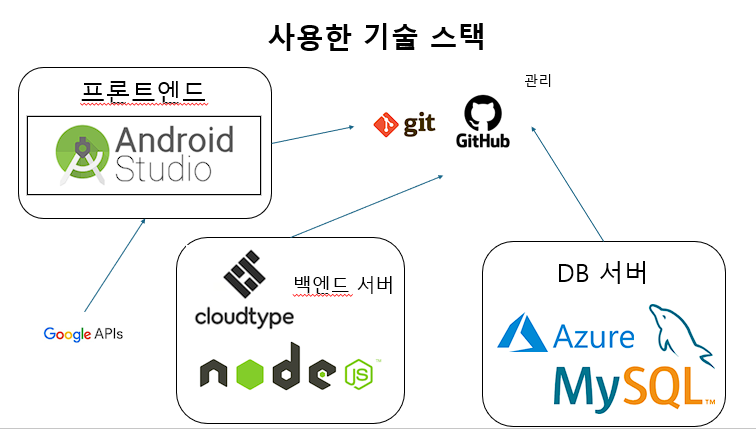 사용한 기술 스택
프론트엔드
Android
Studio
git
GitHub
관리
Google APIs
cloudtype
백엔드 서버
node
JS
DB 서버
Azure
MySQL
TM